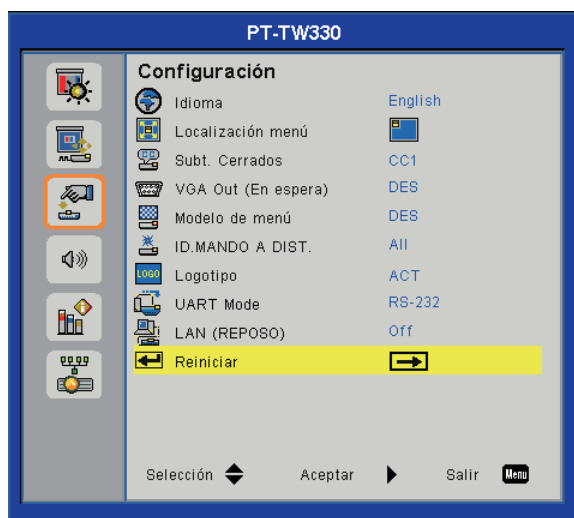 PT-TW330
Configuración
Idioma English
Localización menú
Subt. Cerrados CC1
VGA Out (En espera) DES
Modelo de menú DES
ID.MANDO A DIST. All
LOGO Logotipo ACT
UART Mode RS-232
LAN (REPOSO) Off
Reiniciar
Selección Aceptar Salir Menu